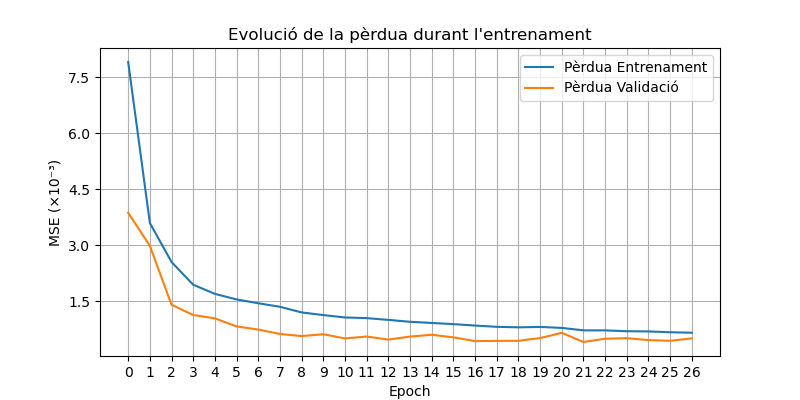 Evolució de la pèrdua durant l'entrenament
Pèrdua Entrenament
Pèrdua Validació
MSE (×10⁻³)
7.5
6.0
4.5
3.0
1.5
0 1 2 3 4 5 6 7 8 9 10 11 12 13 14 15 16 17 18 19 20 21 22 23 24 25 26
Epoch